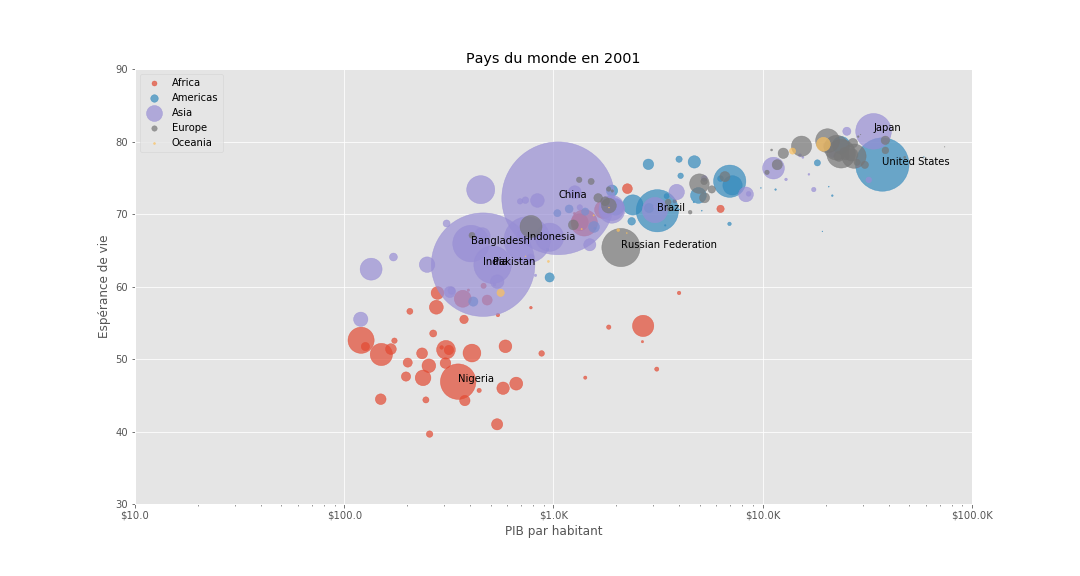 Pays du monde en 2001
90
80
70
60
50
40
30
Espérance de vie
Africa
Americas
Asia
Europe
Oceania
Japan
United States
China
Brazil
Indonesia
Bangladesh
Russian Federation
India
Pakistan
Nigeria
$10.0
$100.0
$1.0K
$10.0K
$100.0K
PIB par habitant